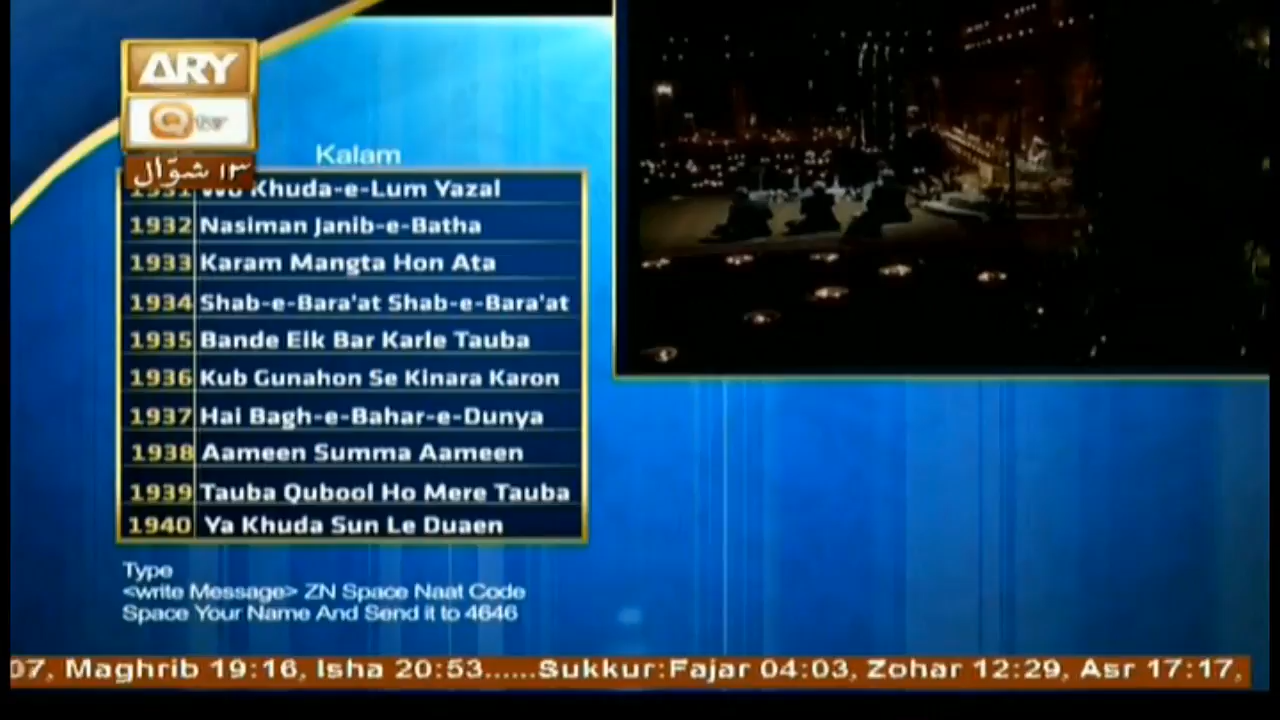 ARY
Q
۱۳ شوّال
Kalam
1931 Wo Khuda-e-Lum Yazal
1932 Nasiman Janib-e-Batha
1933 Karam Mangta Hon Ata
1934 Shab-e-Bara'at Shab-e-Bara'at
1935 Bande Eik Bar Karle Tauba
1936 Kub Gunahon Se Kinara Karon
1937 Hai Bagh-e-Bahar-e-Dunya
1938 Aameen Summa Aameen
1939 Tauba Qubool Ho Mere Tauba
1940 Ya Khuda Sun Le Duaen
Type
<write Message> ZN Space Naat Code
Space Your Name And Send it to 4646
07, Maghrib 19:16, Isha 20:53......Sukkur:Fajar 04:03, Zohar 12:29, Asr 17:17,